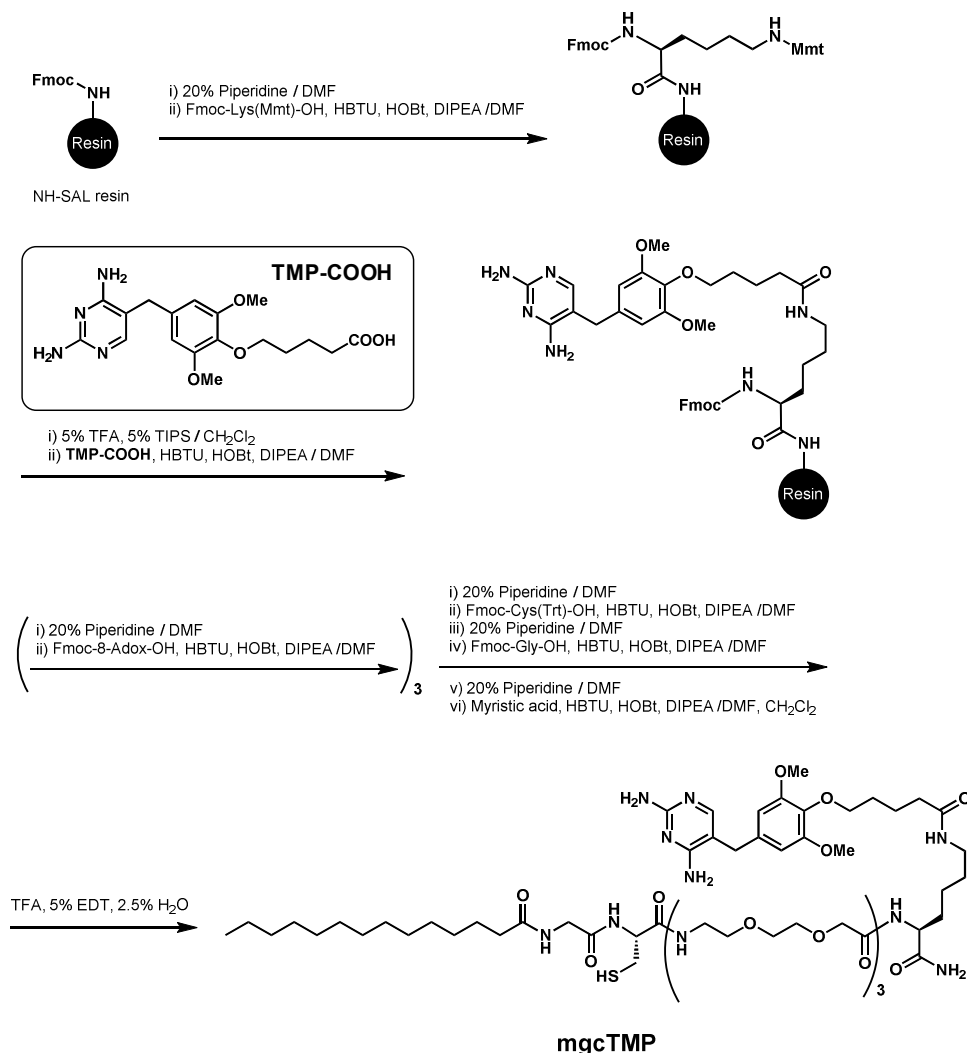 Fmoc
NH
Resin
NH-SAL resin
i) 20% Piperidine / DMF
ii) Fmoc-Lys(Mmt)-OH, HBTU, HOBt, DIPEA /DMF
Fmoc
H
N
H
N
Mmt
O
NH
Resin
TMP-COOH
NH2
N
H2N
N
OMe
O
OMe
COOH
i) 5% TFA, 5% TIPS / CH2Cl2
ii) TMP-COOH, HBTU, HOBt, DIPEA / DMF
H2N
N
N
NH2
OMe
O
OMe
O
HN
H
N
Fmoc
O
NH
Resin
i) 20% Piperidine / DMF
ii) Fmoc-8-Adox-OH, HBTU, HOBt, DIPEA /DMF
3
i) 20% Piperidine / DMF
ii) Fmoc-Cys(Trt)-OH, HBTU, HOBt, DIPEA /DMF
iii) 20% Piperidine / DMF
iv) Fmoc-Gly-OH, HBTU, HOBt, DIPEA /DMF
v) 20% Piperidine / DMF
vi) Myristic acid, HBTU, HOBt, DIPEA /DMF, CH2Cl2
TFA, 5% EDT, 2.5% H2O
H2N
N
N
NH2
OMe
O
OMe
O
HN
O
N
H
O
H
N
HS
O
N
H
O
O
O
3
H
N
O
NH2
mgcTMP